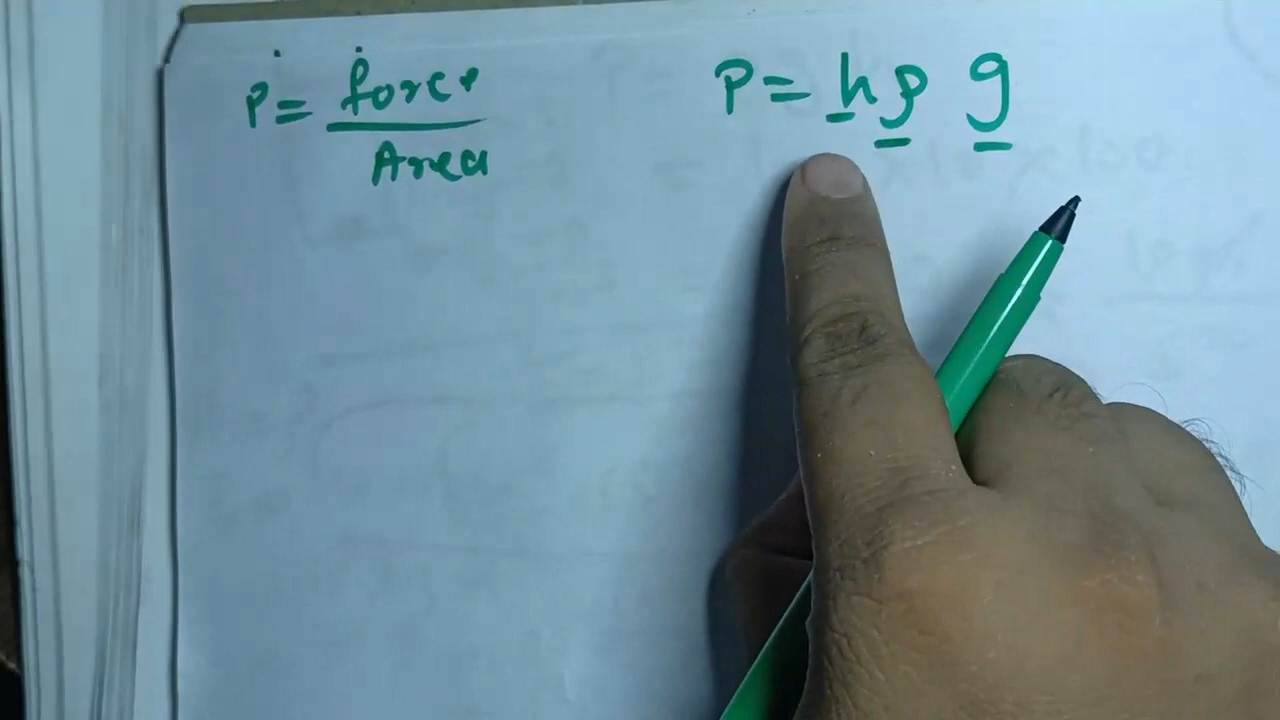 P = force / Area
P = hρg